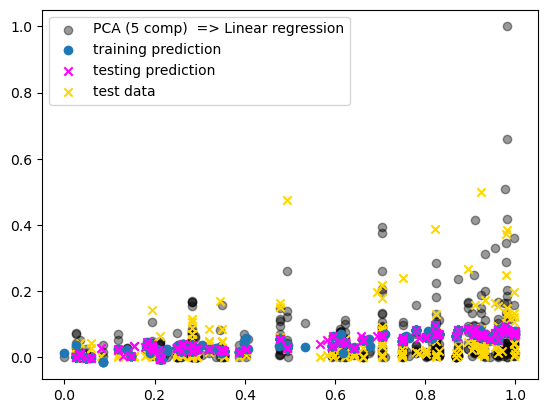 PCA (5 comp)  => Linear regression
training prediction
testing prediction
test data
1.0
0.8
0.6
0.4
0.2
0.0
0.0 0.2 0.4 0.6 0.8 1.0